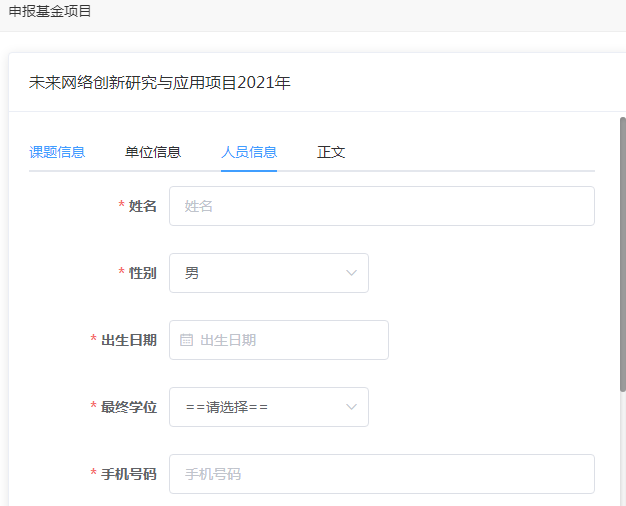 申报基金项目
未来网络创新研究与应用项目2021年
课题信息 单位信息 人员信息 正文
* 姓名 姓名
* 性别 男
* 出生日期 出生日期
* 最终学位 ==请选择==
* 手机号码 手机号码